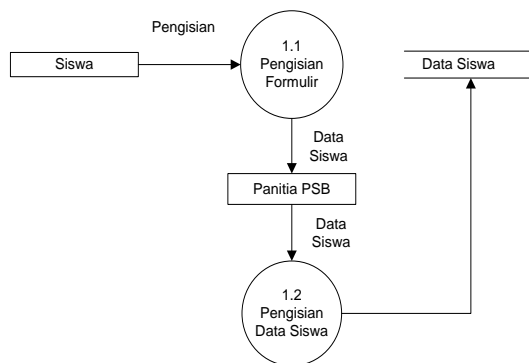 Pengisian
Siswa
1.1
Pengisian
Formulir
Data Siswa
Data
Siswa
Panitia PSB
Data
Siswa
1.2
Pengisian
Data Siswa